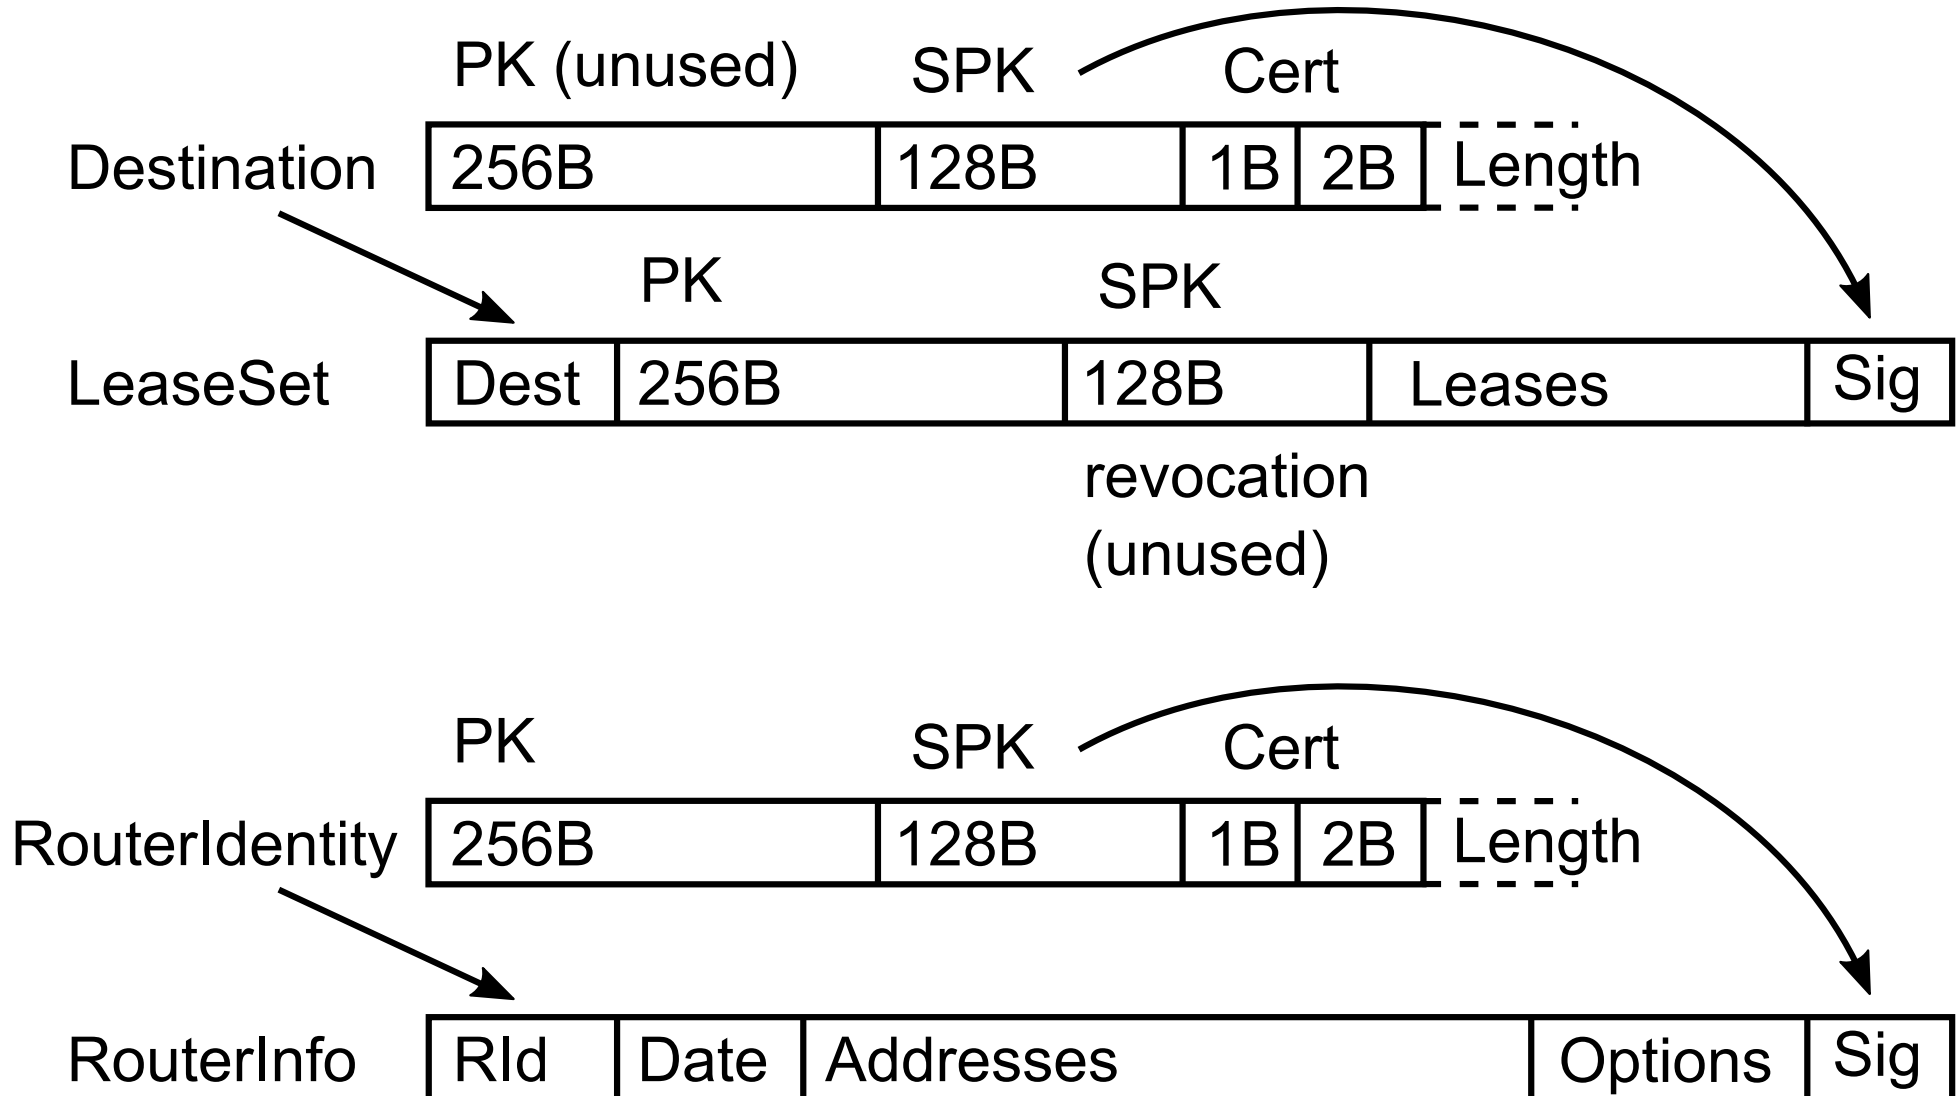 PK (unused) SPK Cert
Destination 256B 128B 1B 2B Length
PK SPK
LeaseSet Dest 256B 128B Leases Sig
revocation
(unused)
PK SPK Cert
RouterIdentity 256B 128B 1B 2B Length
RouterInfo RId Date Addresses Options Sig